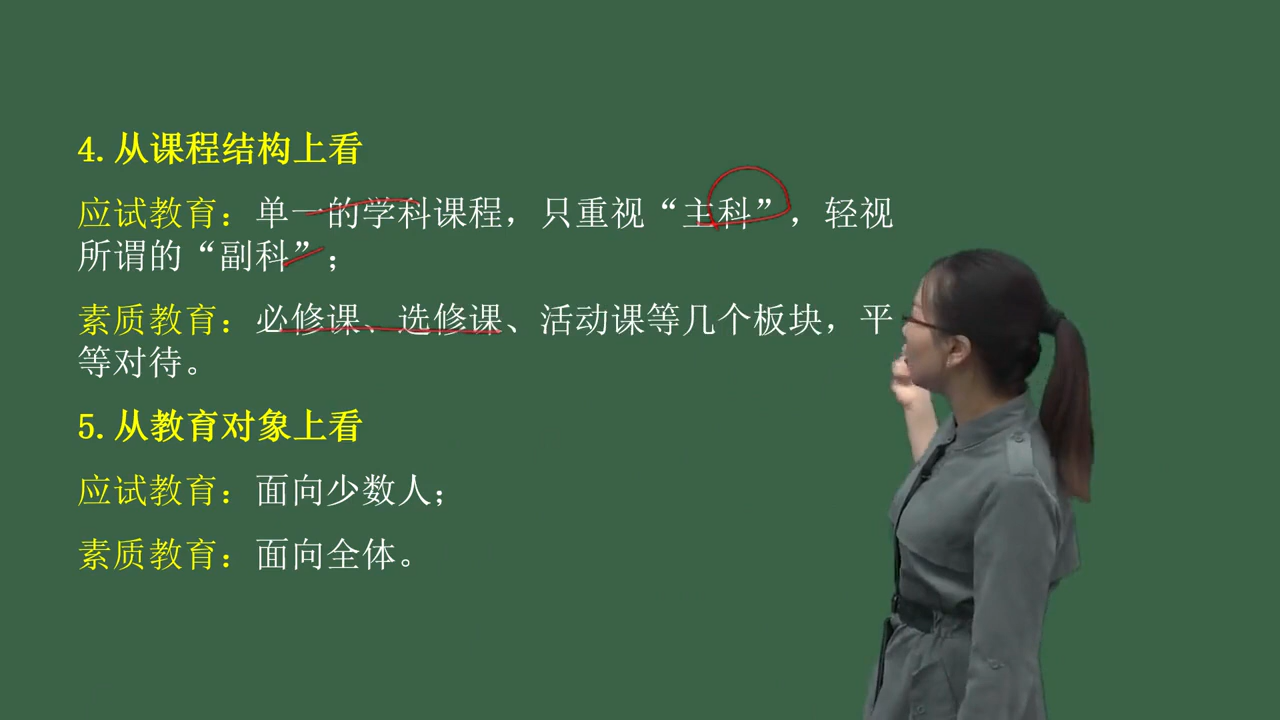 4.从课程结构上看
应试教育：单一的学科课程，只重视“主科”，轻视
所谓的“副科”；
素质教育：必修课、选修课、活动课等几个板块，平
等对待。
5.从教育对象上看
应试教育：面向少数人；
素质教育：面向全体。